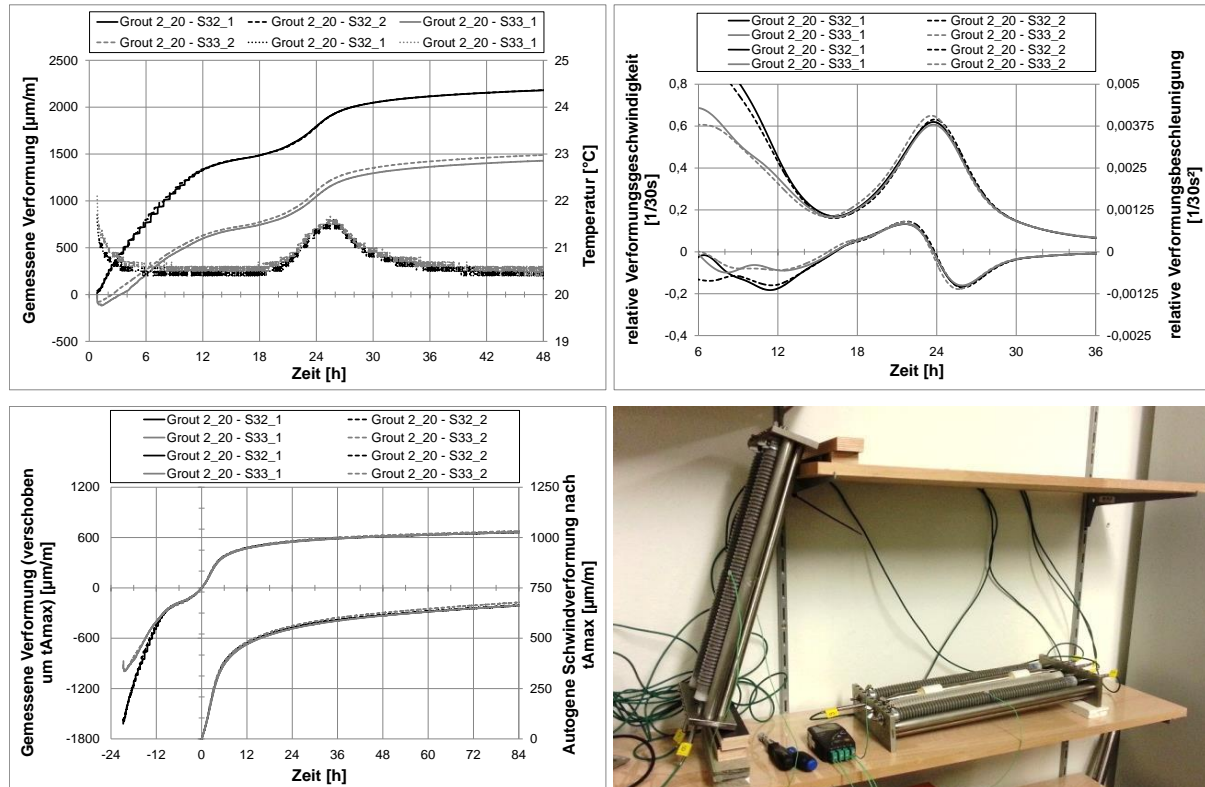 Grout 2_20 - S32_1 Grout 2_20 - S32_2 Grout 2_20 - S33_1
Grout 2_20 - S33_2 Grout 2_20 - S32_1 Grout 2_20 - S33_1
Gemessene Verformung [µm/m]
2500
2000
1500
1000
500
0
-500
25
24
23
22
21
20
19
Temperatur [°C]
0 6 12 18 24 30 36 42 48
Zeit [h]
Grout 2_20 - S32_1 Grout 2_20 - S32_2
Grout 2_20 - S33_1 Grout 2_20 - S33_2
Grout 2_20 - S32_1 Grout 2_20 - S32_2
Grout 2_20 - S33_1 Grout 2_20 - S33_2
relative Verformungsgeschwindigkeit
[1/30s]
0,8
0,6
0,4
0,2
0
-0,2
-0,4
0,005
0,00375
0,0025
0,00125
0
-0,00125
-0,0025
relative Verformungsbeschleunigung
[1/30s²]
6 12 18 24 30 36
Zeit [h]
Grout 2_20 - S32_1 Grout 2_20 - S32_2
Grout 2_20 - S33_1 Grout 2_20 - S33_2
Grout 2_20 - S32_1 Grout 2_20 - S32_2
Grout 2_20 - S33_1 Grout 2_20 - S33_2
Gemessene Verformung (verschoben
um tAmax) [µm/m]
1200
600
0
-600
-1200
-1800
1250
1000
750
500
250
0
Autogene Schwindverformung nach
tAmax [µm/m]
-24 -12 0 12 24 36 48 60 72 84
Zeit [h]